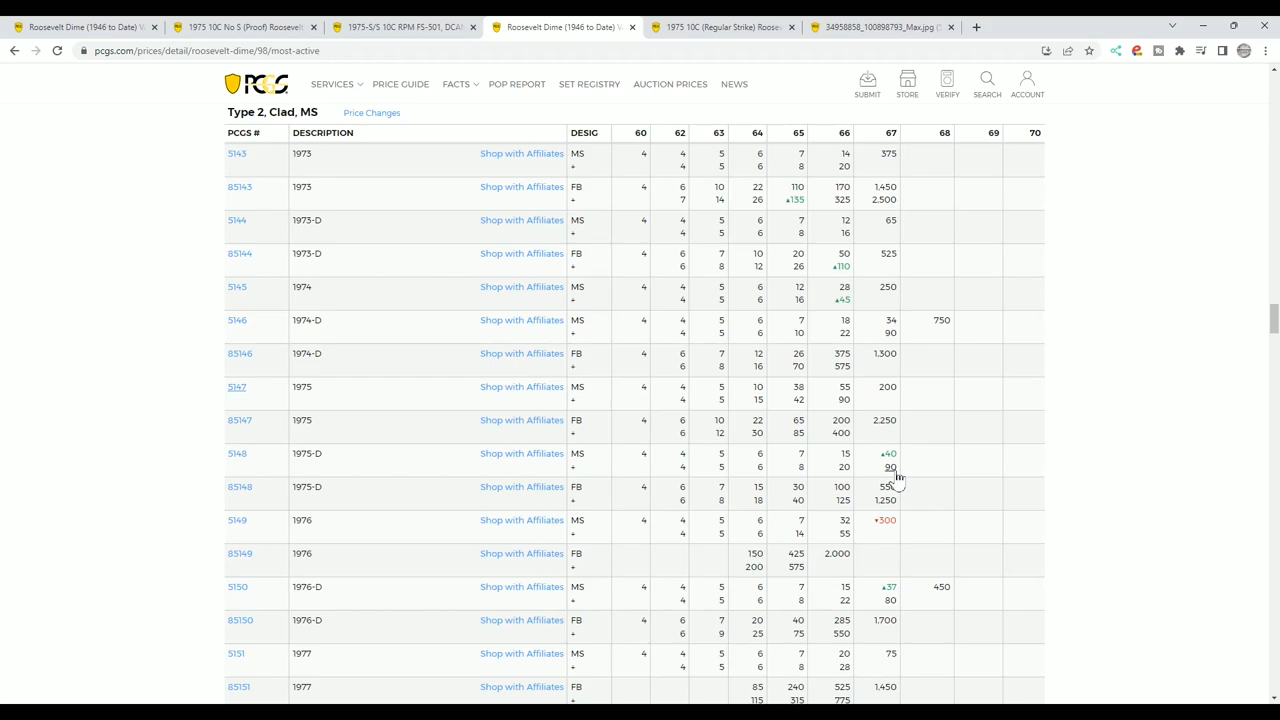 Roosevelt Dime (1946 to Date) V
1975 10C No S (Proof) Roosevelt
1975-S/S 10C RPM FS-501, DCAM
Roosevelt Dime (1946 to Date) V
1975 10C (Regular Strike) Roosev
34958858_100898793_Max.jpg (
pcgs.com/prices/detail/roosevelt-dime/98/most-active
PCGS SERVICES PRICE GUIDE FACTS POP REPORT SET REGISTRY AUCTION PRICES NEWS SUBMIT STORE VERIFY SEARCH ACCOUNT
Type 2, Clad, MS Price Changes
PCGS # DESCRIPTION DESIG 60 62 63 64 65 66 67 68 69 70
5143 1973 Shop with Affiliates MS 4 4 5 6 7 14 375
+ 4 5 6 8 20
85143 1973 Shop with Affiliates FB 4 6 10 22 110 170 1,450
+ 7 14 26 ▲135 325 2,500
5144 1973-D Shop with Affiliates MS 4 4 5 6 7 12 65
+ 4 5 6 8 16
85144 1973-D Shop with Affiliates FB 4 6 7 10 20 50 525
+ 6 8 12 26 ▲110
5145 1974 Shop with Affiliates MS 4 4 5 6 12 28 250
+ 4 5 6 16 ▲45
5146 1974-D Shop with Affiliates MS 4 4 5 6 7 18 34 750
+ 4 5 6 10 22 90
85146 1974-D Shop with Affiliates FB 4 6 7 12 26 375 1,300
+ 6 8 16 70 575
5147 1975 Shop with Affiliates MS 4 4 5 10 38 55 200
+ 4 5 15 42 90
85147 1975 Shop with Affiliates FB 4 6 10 22 65 200 2,250
+ 6 12 30 85 400
5148 1975-D Shop with Affiliates MS 4 4 5 6 7 15 ▲40
+ 4 5 6 8 20 90
85148 1975-D Shop with Affiliates FB 4 6 7 15 30 100
+ 6 8 18 40 125 1,250
5149 1976 Shop with Affiliates MS 4 4 5 6 7 32 ▼300
+ 4 5 6 14 55
85149 1976 Shop with Affiliates FB 150 425 2,000
+ 200 575
5150 1976-D Shop with Affiliates MS 4 4 5 6 7 15 ▲37 450
+ 4 5 6 8 22 80
85150 1976-D Shop with Affiliates FB 4 6 7 20 40 285 1,700
+ 6 9 25 75 550
5151 1977 Shop with Affiliates MS 4 4 5 6 7 20 75
+ 4 5 6 8 28
85151 1977 Shop with Affiliates FB 85 240 525 1,450
+ 115 315 775